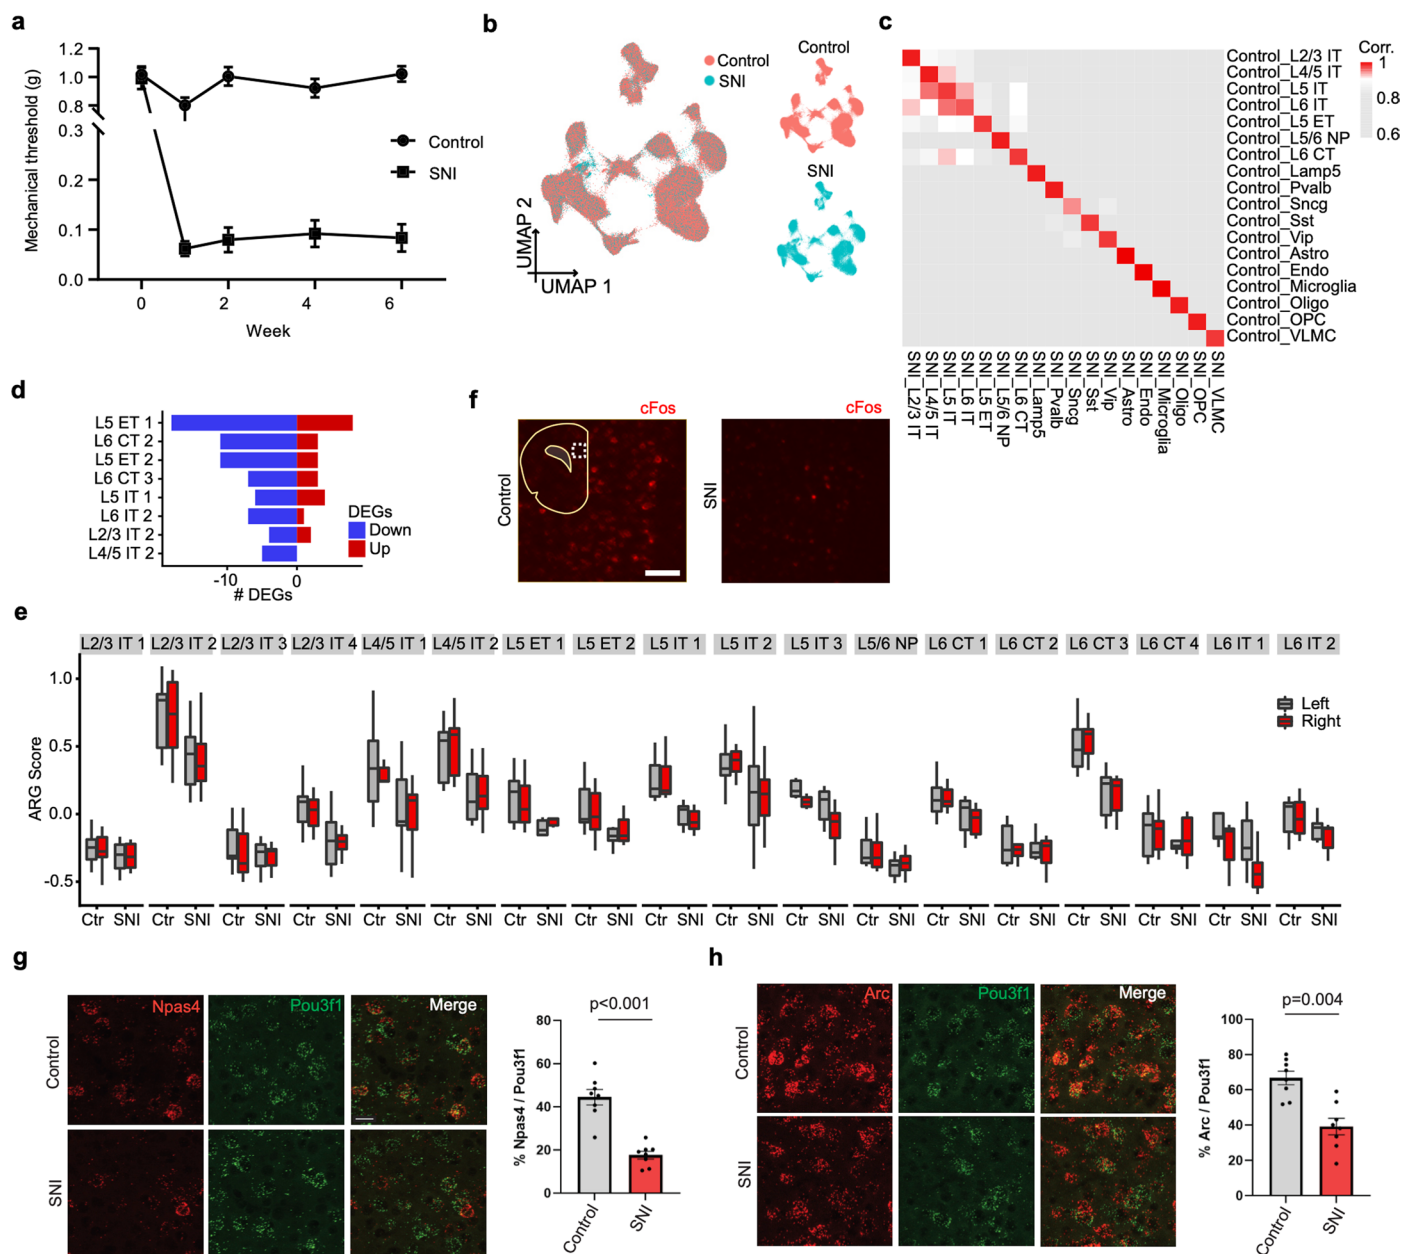 a
1.2
1.0
0.8
0.3
0.2
0.1
0.0
Mechanical threshold (g)
Control
SNI
0
2
4
6
Week
b
Control
SNI
UMAP 2
UMAP 1
Control
SNI
c
Control_L2/3 IT
Control_L4/5 IT
Control_L5 IT
Control_L6 IT
Control_L5 ET
Control_L5/6 NP
Control_L6 CT
Control_Lamp5
Control_Pvalb
Control_Sncg
Control_Sst
Control_Vip
Control_Astro
Control_Endo
Control_Microglia
Control_Oligo
Control_OPC
Control_VLMC
Corr.
1
0.8
0.6
SNI_L2/3 IT
SNI_L4/5 IT
SNI_L5 IT
SNI_L6 IT
SNI_L5 ET
SNI_L5/6 NP
SNI_L6 CT
SNI_Lamp5
SNI_Pvalb
SNI_Sncg
SNI_Sst
SNI_Vip
SNI_Astro
SNI_Endo
SNI_Microglia
SNI_Oligo
SNI_OPC
SNI_VLMC
d
L5 ET 1
L6 CT 2
L5 ET 2
L6 CT 3
L5 IT 1
L6 IT 2
L2/3 IT 2
L4/5 IT 2
DEGs
Down
Up
-10
0
# DEGs
f
cFos
cFos
Control
SNI
e
L2/3 IT 1
L2/3 IT 2
L2/3 IT 3
L2/3 IT 4
L4/5 IT 1
L4/5 IT 2
L5 ET 1
L5 ET 2
L5 IT 1
L5 IT 2
L5 IT 3
L5/6 NP
L6 CT 1
L6 CT 2
L6 CT 3
L6 CT 4
L6 IT 1
L6 IT 2
1.0
0.5
0.0
-0.5
ARG Score
Left
Right
Ctr SNI Ctr SNI Ctr SNI Ctr SNI Ctr SNI Ctr SNI Ctr SNI Ctr SNI Ctr SNI Ctr SNI Ctr SNI Ctr SNI Ctr SNI Ctr SNI Ctr SNI Ctr SNI Ctr SNI Ctr SNI
g
Npas4
Pou3f1
Merge
Control
SNI
p<0.001
80
60
40
20
0
% Npas4 / Pou3f1
Control
SNI
h
Arc
Pou3f1
Merge
Control
SNI
p=0.004
100
80
60
40
20
0
% Arc / Pou3f1
Control
SNI